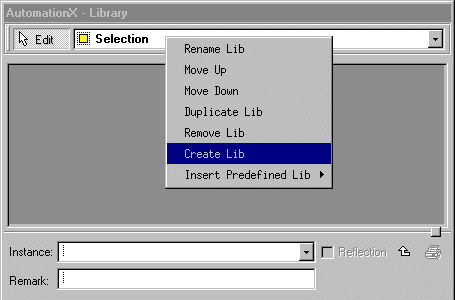 AutomationX - Library
Edit
Selection
Rename Lib
Move Up
Move Down
Duplicate Lib
Remove Lib
Create Lib
Insert Predefined Lib
Instance:
Reflection
Remark: